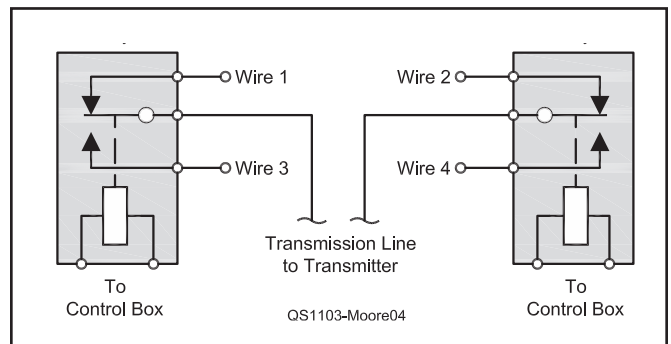 Wire 1
Wire 2
Wire 3
Wire 4
Transmission Line
to Transmitter
To
Control Box
To
Control Box
QS1103-Moore04